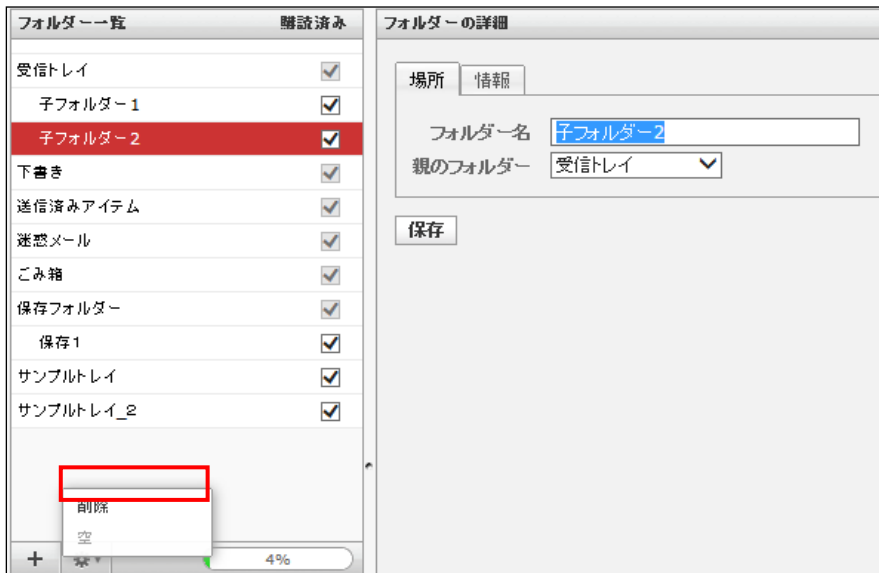 フォルダー一覧 購読済み
受信トレイ
子フォルダー1
子フォルダー2
下書き
送信済みアイテム
迷惑メール
ごみ箱
保存フォルダー
保存1
サンプルトレイ
サンプルトレイ_2
削除
空
+ 4%
フォルダーの詳細
場所 情報
フォルダー名 子フォルダー2
親のフォルダー 受信トレイ
保存